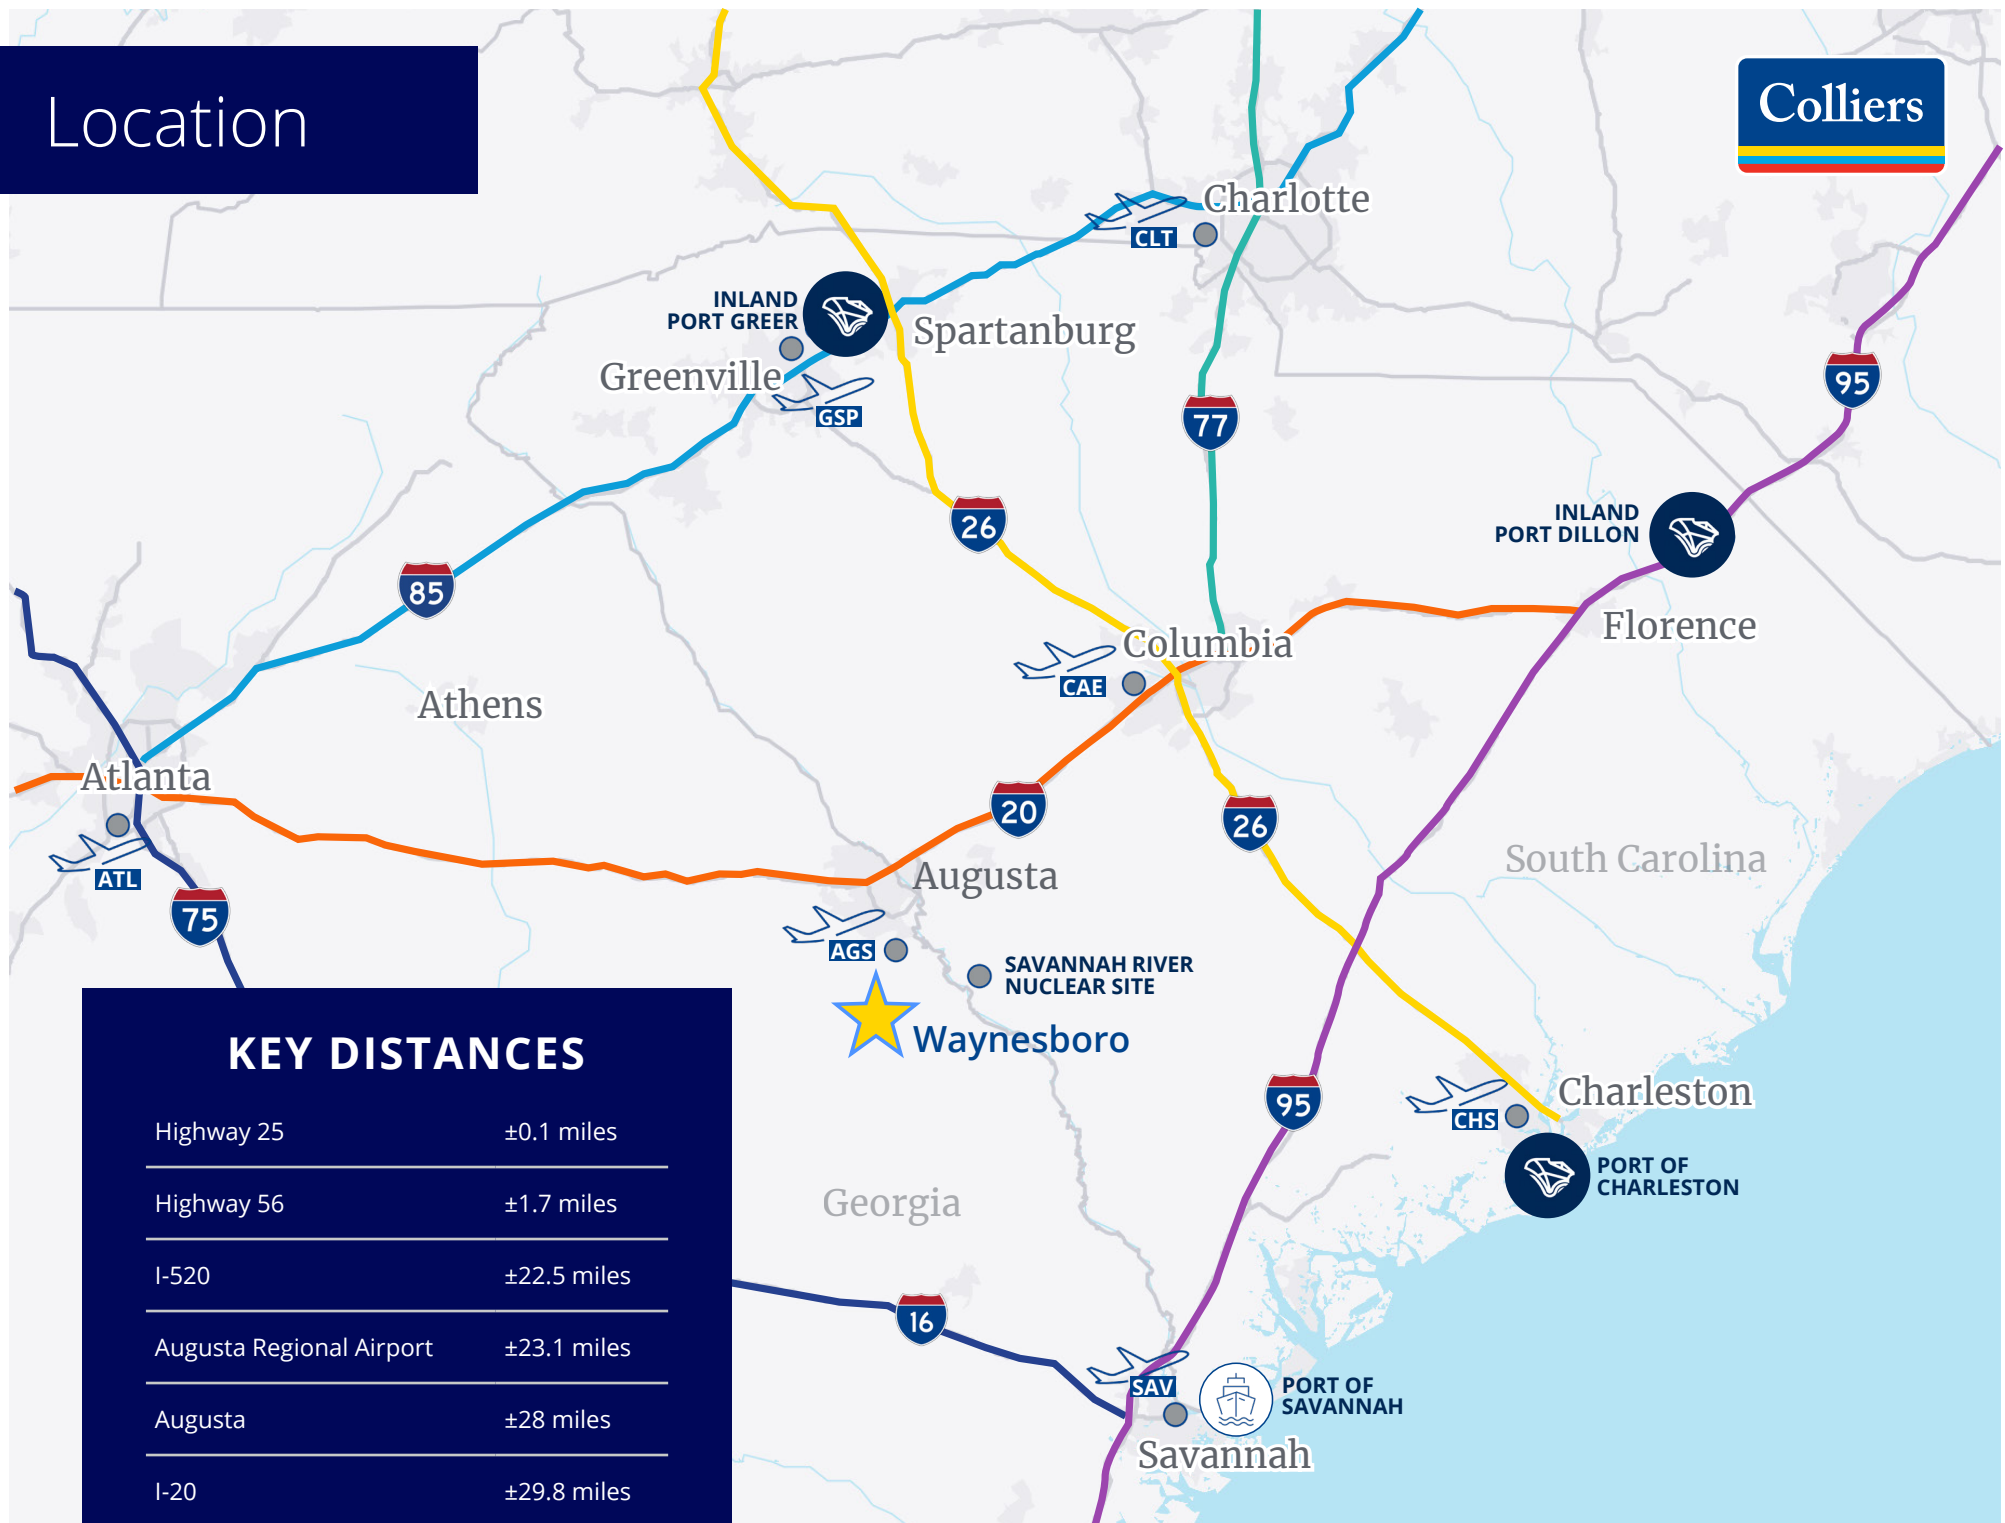 Location
Colliers
Charlotte
CLT
INLAND
PORT GREER
Spartanburg
Greenville
GSP
95
77
INLAND
PORT DILLON
26
85
Florence
Columbia
CAE
Athens
Atlanta
ATL
20
26
South Carolina
Augusta
75
AGS
SAVANNAH RIVER
NUCLEAR SITE
Waynesboro
KEY DISTANCES
Highway 25 ±0.1 miles
Highway 56 ±1.7 miles
I-520 ±22.5 miles
Augusta Regional Airport ±23.1 miles
Augusta ±28 miles
I-20 ±29.8 miles
95
Charleston
CHS
PORT OF
CHARLESTON
Georgia
16
SAV
PORT OF
SAVANNAH
Savannah